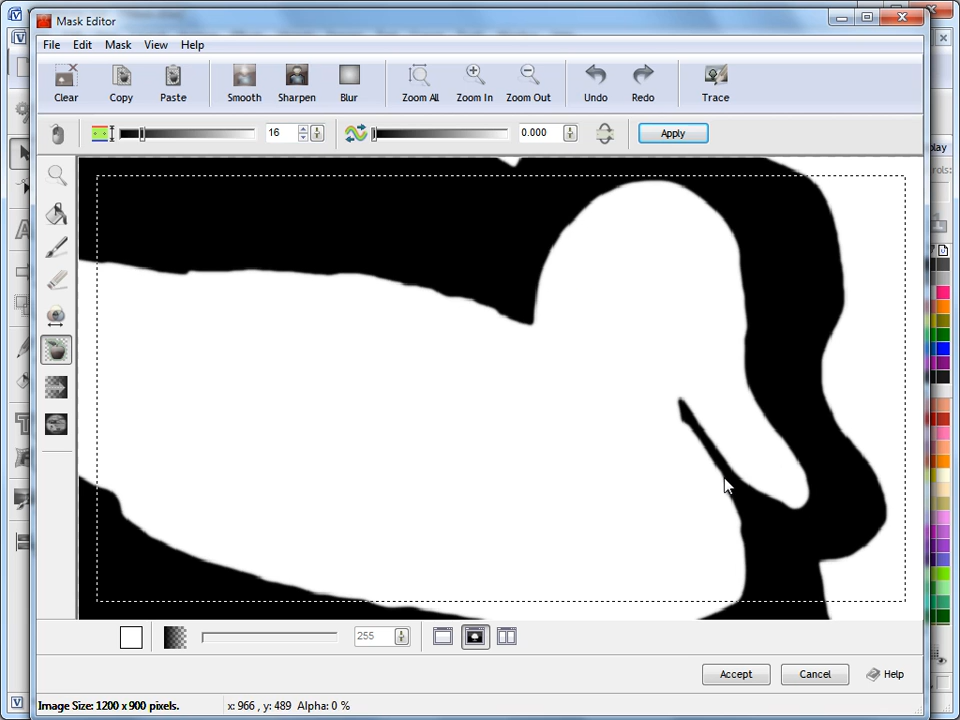 Mask Editor
File Edit Mask View Help
Clear Copy Paste Smooth Sharpen Blur Zoom All Zoom In Zoom Out Undo Redo Trace
16 0.000 Apply
play
rols:
255
Accept Cancel Help
Image Size: 1200 x 900 pixels. x: 966 , y: 489 Alpha: 0 %